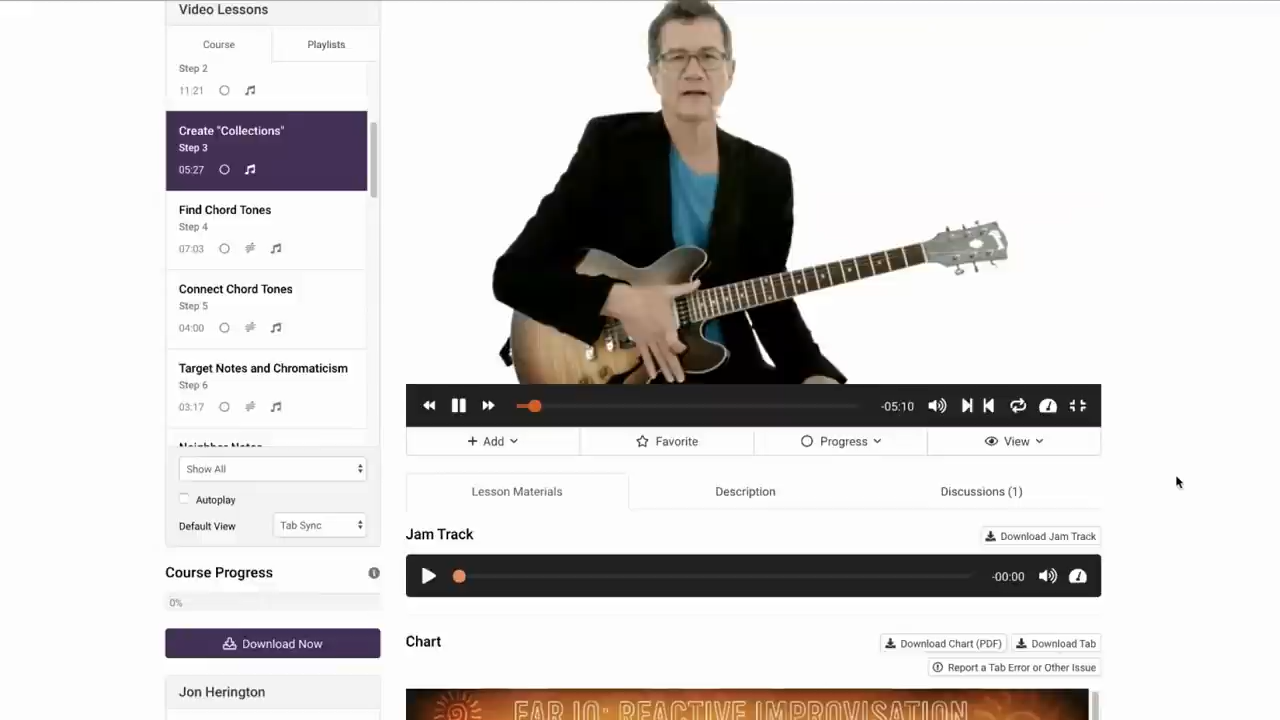 Video Lessons
Course
Playlists
Step 2
11:21
Create "Collections"
Step 3
05:27
Find Chord Tones
Step 4
07:03
Connect Chord Tones
Step 5
04:00
Target Notes and Chromaticism
Step 6
03:17
Neighbor Notes
Show All
Autoplay
Default View
Tab Sync
Course Progress
0%
Download Now
Jon Herington
-05:10
Add
Favorite
Progress
View
Lesson Materials
Description
Discussions (1)
Jam Track
Download Jam Track
-00:00
Chart
Download Chart (PDF)
Download Tab
Report a Tab Error or Other Issue
EAR IQ: REACTIVE IMPROVISATION